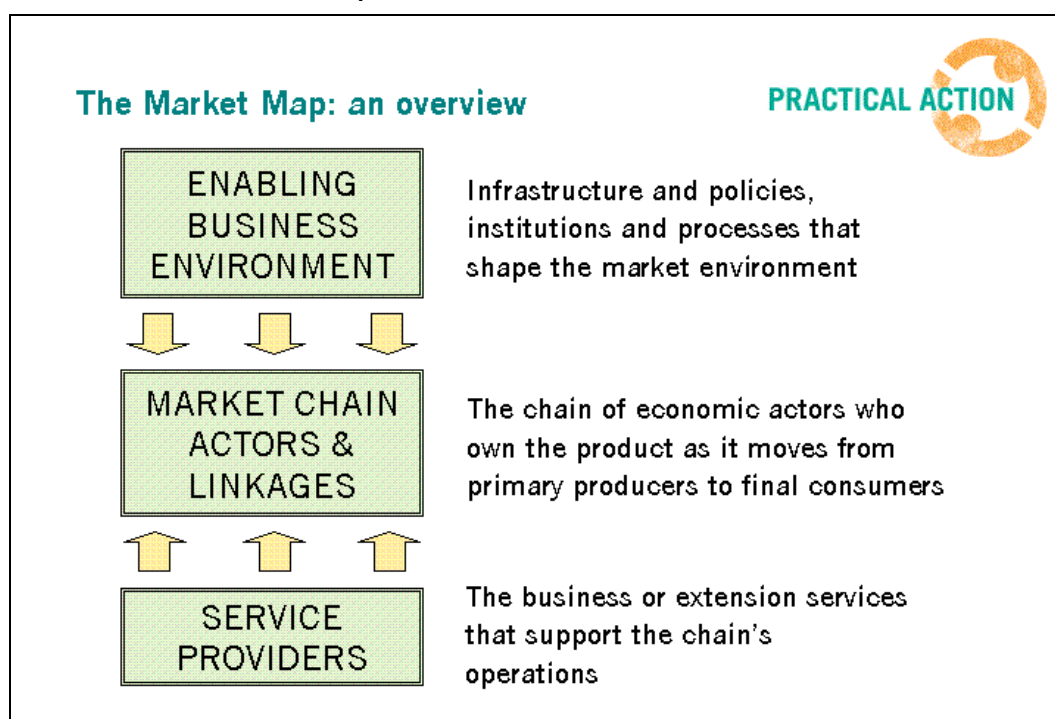 The Market Map: an overview
PRACTICAL ACTION
ENABLING
BUSINESS
ENVIRONMENT
Infrastructure and policies,
institutions and processes that
shape the market environment
MARKET CHAIN
ACTORS &
LINKAGES
The chain of economic actors who
own the product as it moves from
primary producers to final consumers
SERVICE
PROVIDERS
The business or extension services
that support the chain's
operations